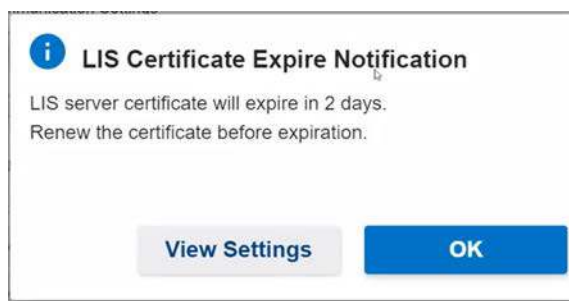 LIS Certificate Expire Notification
LIS server certificate will expire in 2 days.
Renew the certificate before expiration.
View Settings
OK